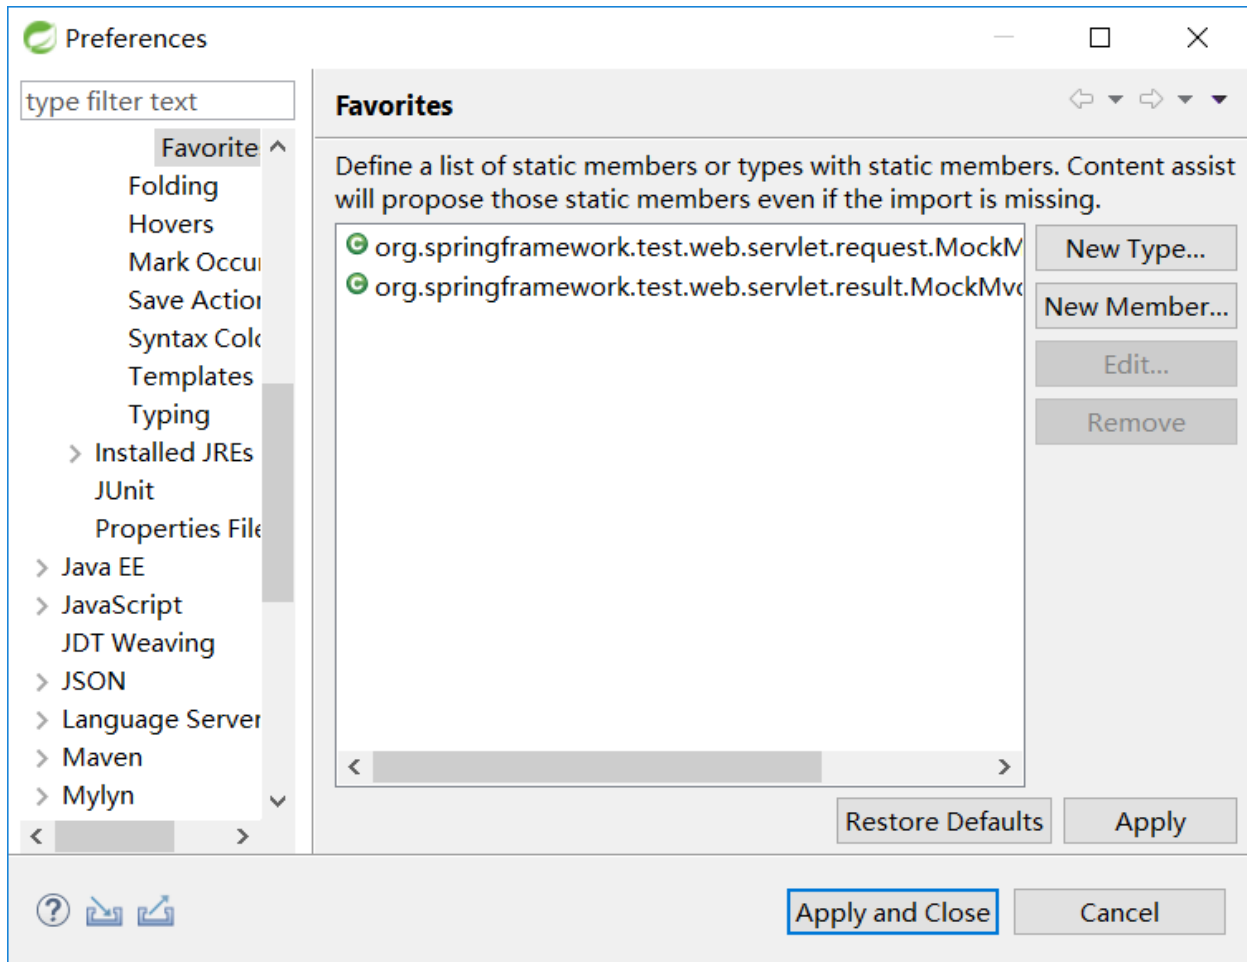 Preferences
type filter text
Favorite
Folding
Hovers
Mark Occu
Save Action
Syntax Colo
Templates
Typing
Installed JREs
JUnit
Properties File
Java EE
JavaScript
JDT Weaving
JSON
Language Server
Maven
Mylyn
Favorites
Define a list of static members or types with static members. Content assist
will propose those static members even if the import is missing.
org.springframework.test.web.servlet.request.MockM
org.springframework.test.web.servlet.result.MockMvc
New Type...
New Member...
Edit...
Remove
Restore Defaults
Apply
Apply and Close
Cancel